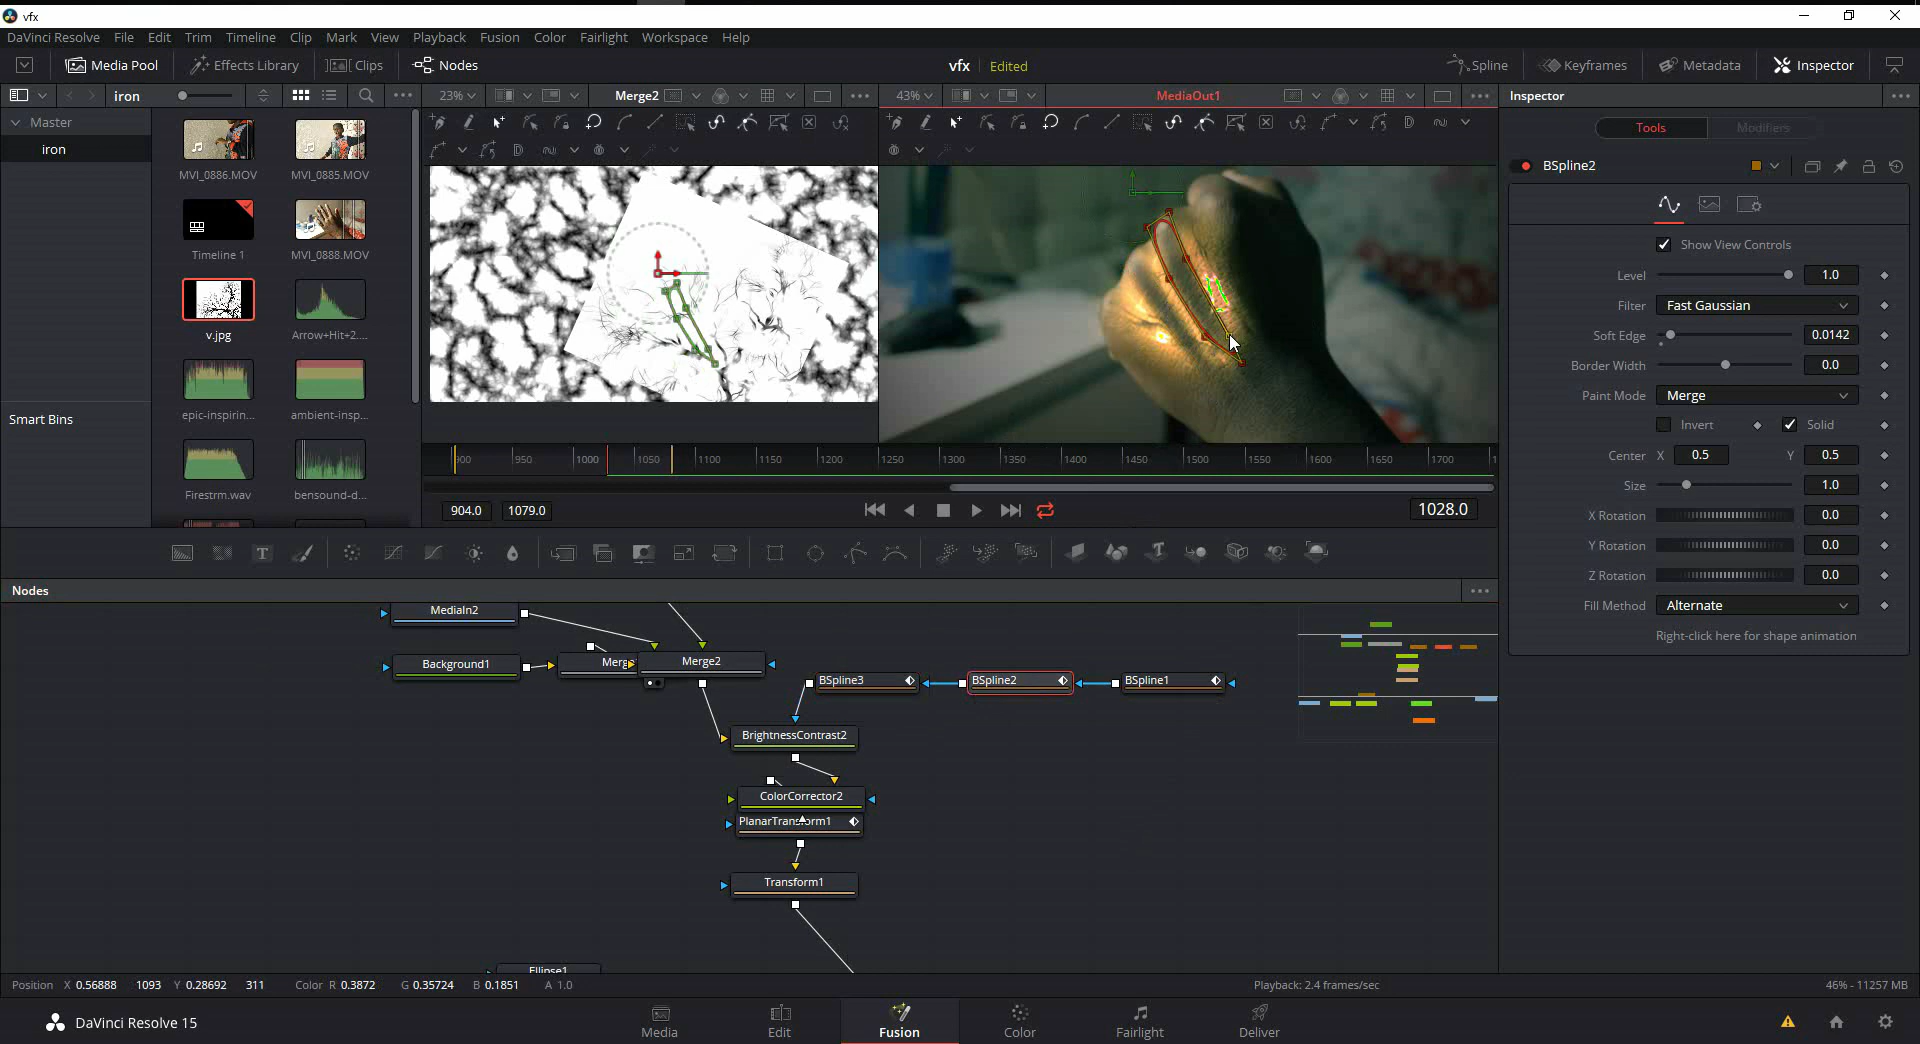 vfx
DaVinci Resolve File Edit Trim Timeline Clip Mark View Playback Fusion Color Fairlight Workspace Help
Media Pool Effects Library Clips Nodes vfx Edited Spline Keyframes Metadata Inspector
iron 23% Merge2 43% MediaOut1 Inspector
Master
iron
Tools Modifiers
MVI_0886.MOV MVI_0885.MOV
BSpline2
Timeline 1 MVI_0888.MOV
Show View Controls
Level 1.0
Filter Fast Gaussian
v.jpg Arrow+Hit+2....
Soft Edge 0.0142
Border Width 0.0
Paint Mode Merge
epic-inspirin... ambient-insp...
Smart Bins
Invert Solid
Center X 0.5 Y 0.5
900 950 1000 1050 1100 1150 1200 1250 1300 1350 1400 1450 1500 1550 1600 1650 1700
Size 1.0
Firestrm.wav bensound-d...
904.0 1079.0 1028.0
X Rotation 0.0
Y Rotation 0.0
Z Rotation 0.0
Nodes
Fill Method Alternate
Right-click here for shape animation
MediaIn2
Background1 Merge Merge2
BSpline3 BSpline2 BSpline1
BrightnessContrast2
ColorCorrector2
PlanarTransform1
Transform1
Ellipse1
Position X 0.56888 1093 Y 0.28692 311 Color R 0.3872 G 0.35724 B 0.1851 A 1.0 Playback: 2.4 frames/sec 46% - 11257 MB
DaVinci Resolve 15 Media Edit Fusion Color Fairlight Deliver